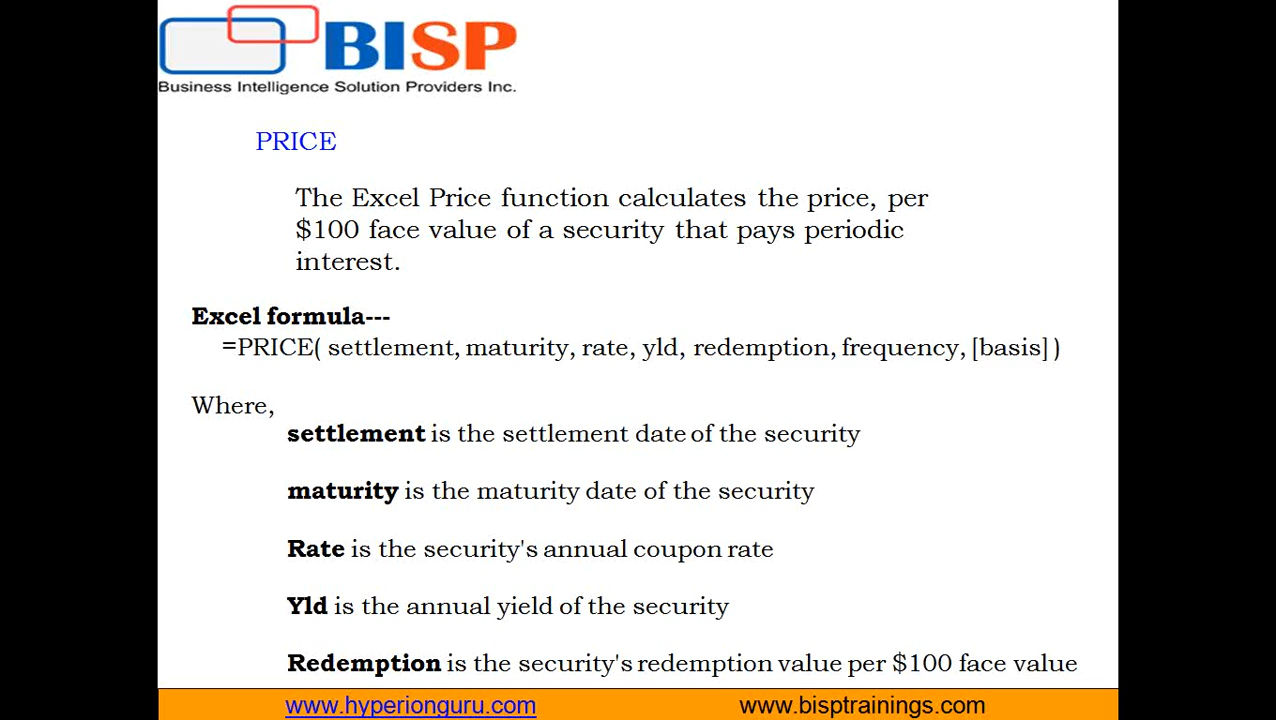 BISP
Business Intelligence Solution Providers Inc.
PRICE
The Excel Price function calculates the price, per
$100 face value of a security that pays periodic
interest.
Excel formula---
=PRICE( settlement, maturity, rate, yld, redemption, frequency, [basis] )
Where,
settlement is the settlement date of the security
maturity is the maturity date of the security
Rate is the security's annual coupon rate
Yld is the annual yield of the security
Redemption is the security's redemption value per $100 face value
www.hyperionguru.com www.bisptrainings.com